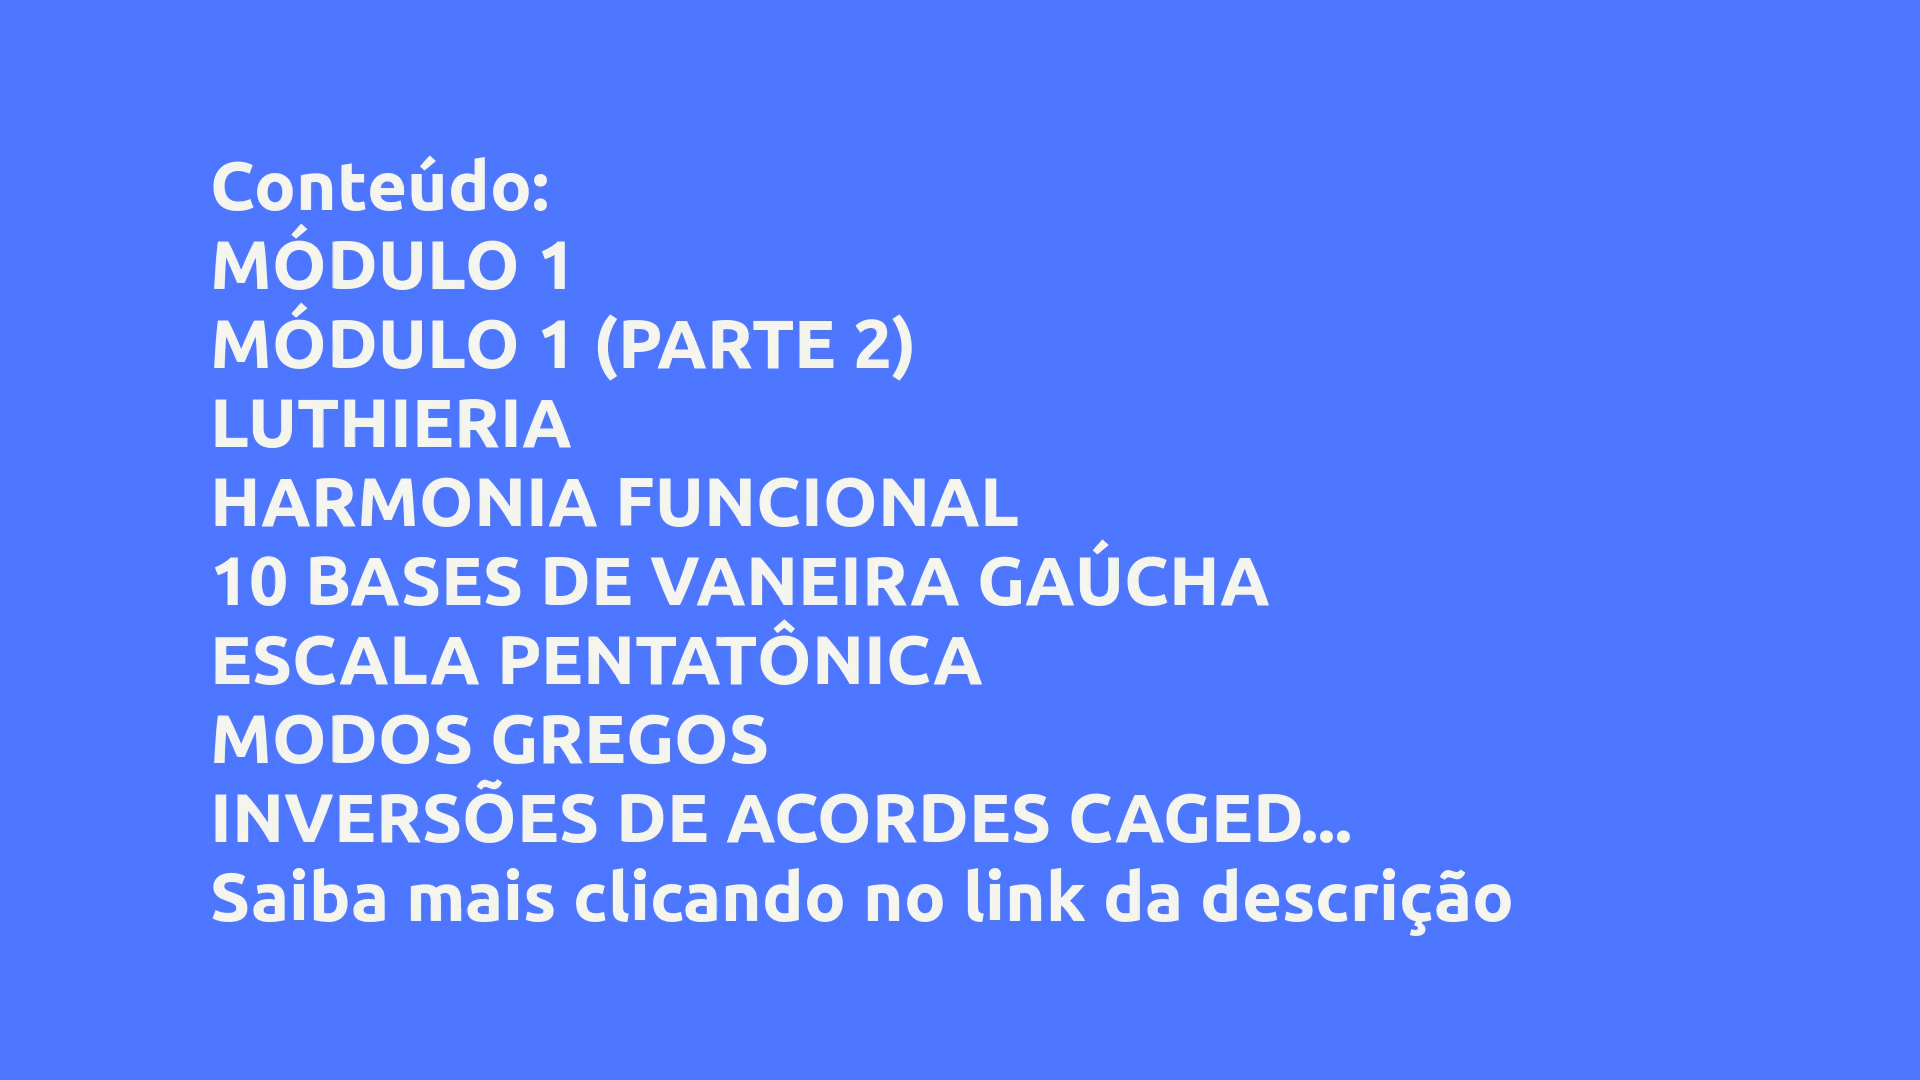 Conteúdo:
MÓDULO 1
MÓDULO 1 (PARTE 2)
LUTHIERIA
HARMONIA FUNCIONAL
10 BASES DE VANEIRA GAÚCHA
ESCALA PENTATÔNICA
MODOS GREGOS
INVERSÕES DE ACORDES CAGED...
Saiba mais clicando no link da descrição